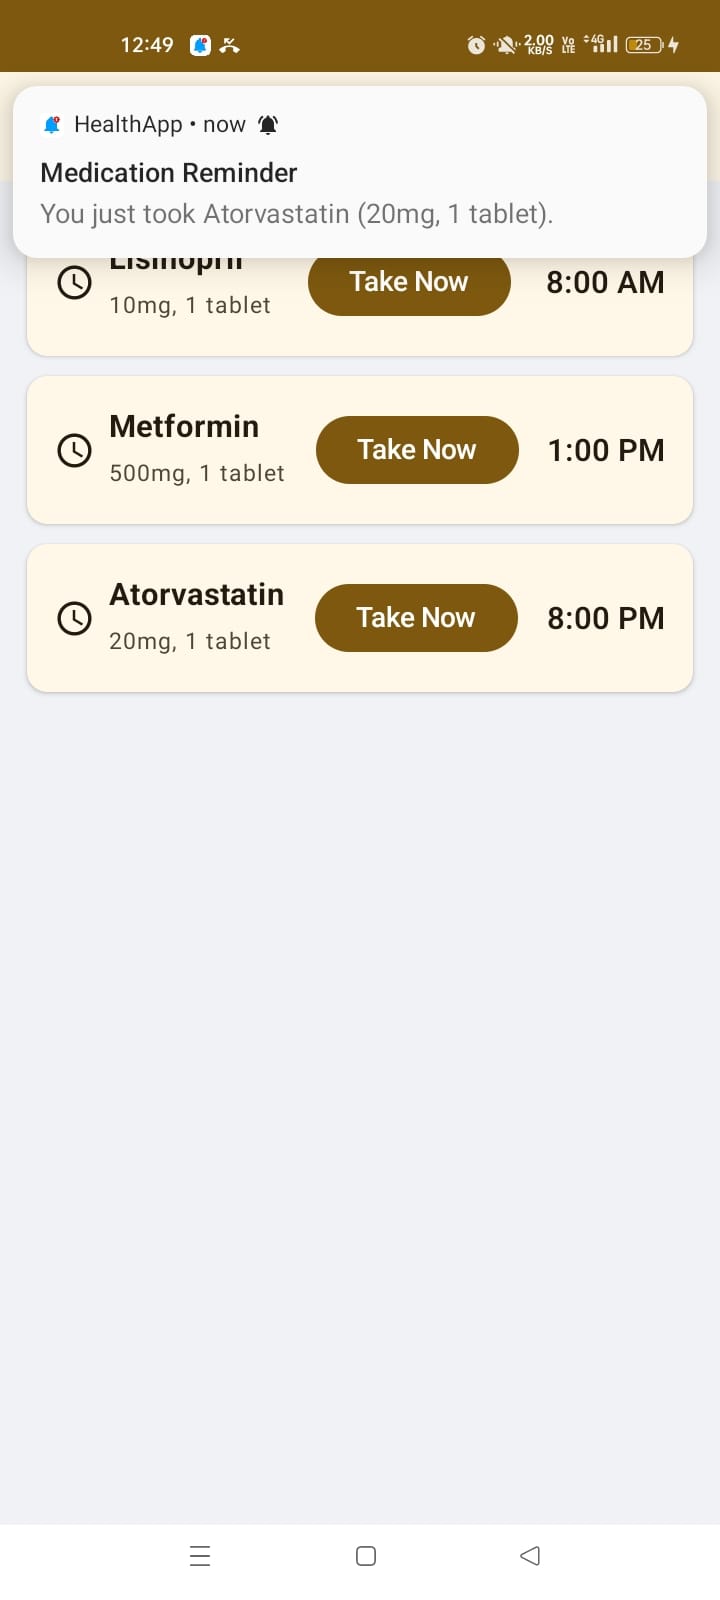 12:49
2.00
KB/S
Vo
LTE
4G
25
HealthApp • now
Medication Reminder
You just took Atorvastatin (20mg, 1 tablet).
Lisinopril
10mg, 1 tablet
Take Now
8:00 AM
Metformin
500mg, 1 tablet
Take Now
1:00 PM
Atorvastatin
20mg, 1 tablet
Take Now
8:00 PM